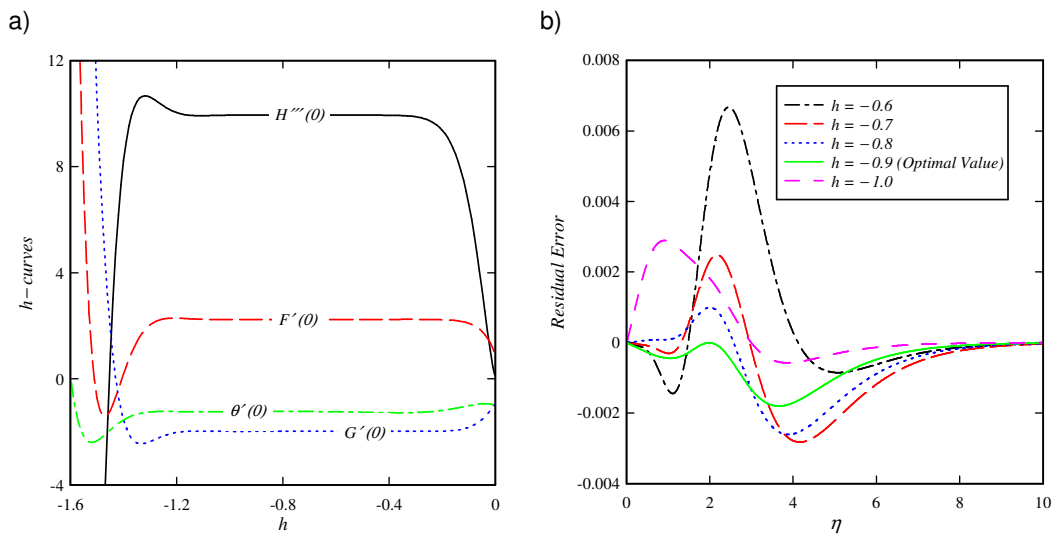 a)
12
8
4
0
-4
h-curves
H′′′(0)
F′(0)
θ′(0)
G′(0)
-1.6
-1.2
-0.8
-0.4
0
h
b)
0.008
0.006
0.004
0.002
0
-0.002
-0.004
Residual Error
h = -0.6
h = -0.7
h = -0.8
h = -0.9 (Optimal Value)
h = -1.0
0
2
4
6
8
10
η